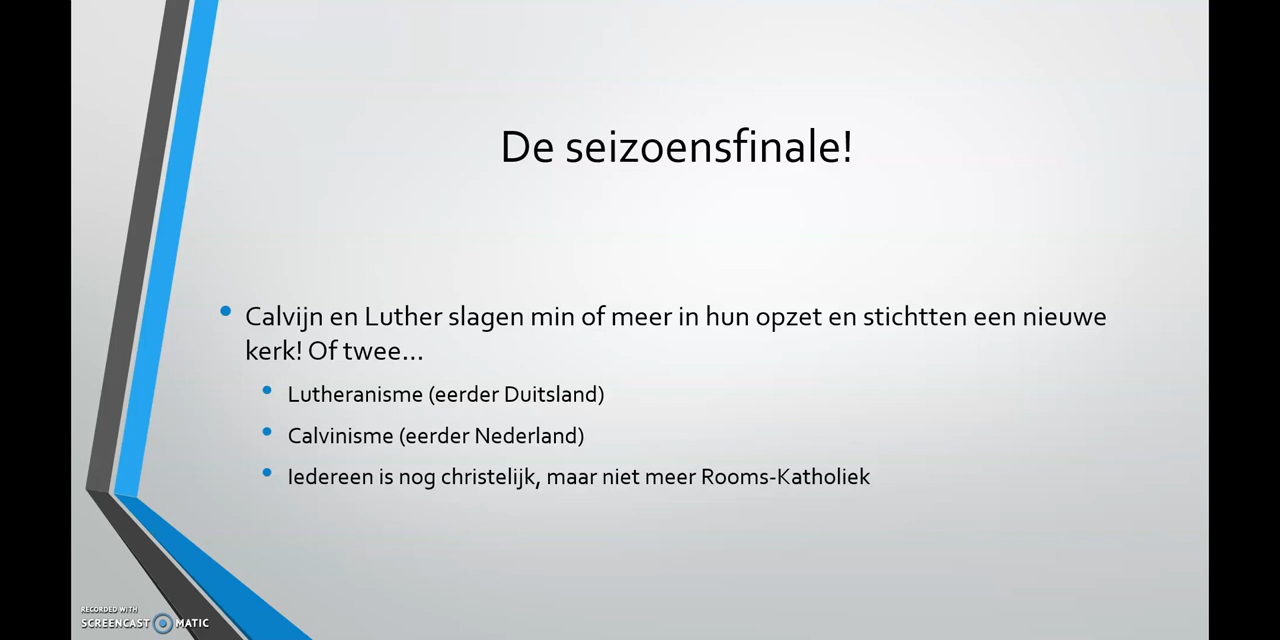 De seizoensfinale!
Calvijn en Luther slagen min of meer in hun opzet en stichtten een nieuwe
kerk! Of twee...
Lutheranisme (eerder Duitsland)
Calvinisme (eerder Nederland)
Iedereen is nog christelijk, maar niet meer Rooms-Katholiek
RECORDED WITH
SCREENCAST MATIC